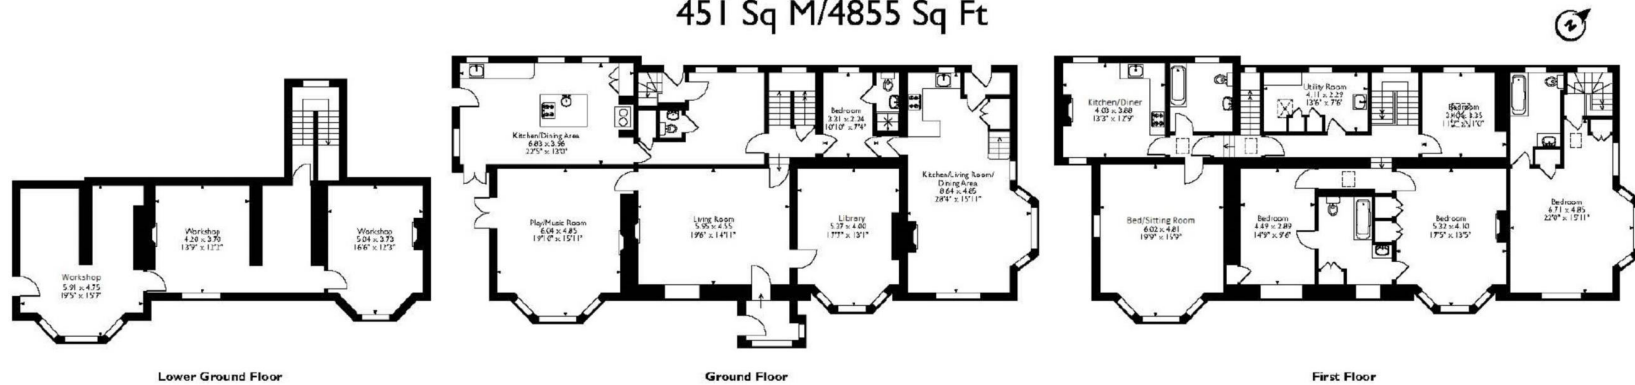 451 Sq M/4855 Sq Ft
Workshop
5.91 x 4.75
19'5" x 15'7"
Workshop
4.20 x 3.70
Workshop
5.04 x 3.73
16'6" x 12'3"
Lower Ground Floor
Kitchen/Dining Area
6.83 x 3.96
22'5" x 13'0"
Play/Music Room
6.04 x 4.85
19'10" x 15'11"
Living Room
5.95 x 4.55
19'6" x 14'11"
Bedroom
10'10" x 7'4"
Library
5.37 x 4.00
17'7" x 13'1"
Kitchen/Living Room/
Dining Area
8.64 x 4.85
28'4" x 15'11"
Ground Floor
Kitchen/Diner
4.03 x 3.88
13'3" x 12'9"
Bed/Sitting Room
6.02 x 4.81
19'9" x 15'9"
Utility Room
4.11 x 2.29
13'6" x 7'6"
Bedroom
4.49 x 2.89
14'9" x 9'6"
Bedroom
Bedroom
5.32 x 4.10
17'5" x 13'5"
Bedroom
6.71 x 4.85
22'0" x 15'11"
First Floor